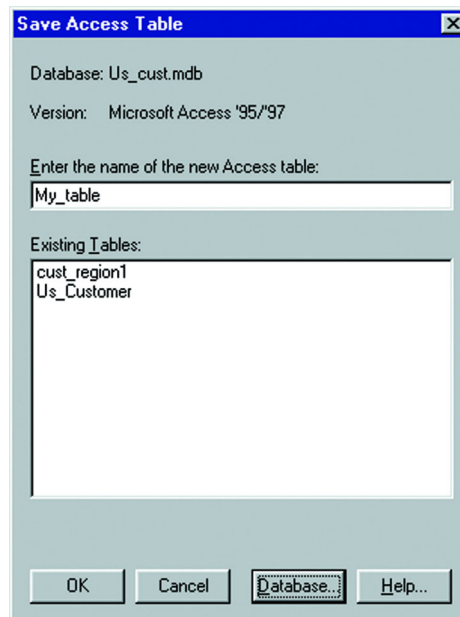 Save Access Table
Database: Us_cust.mdb
Version: Microsoft Access '95/'97
Enter the name of the new Access table:
My_table
Existing Tables:
cust_region1
Us_Customer
OK Cancel Database... Help...